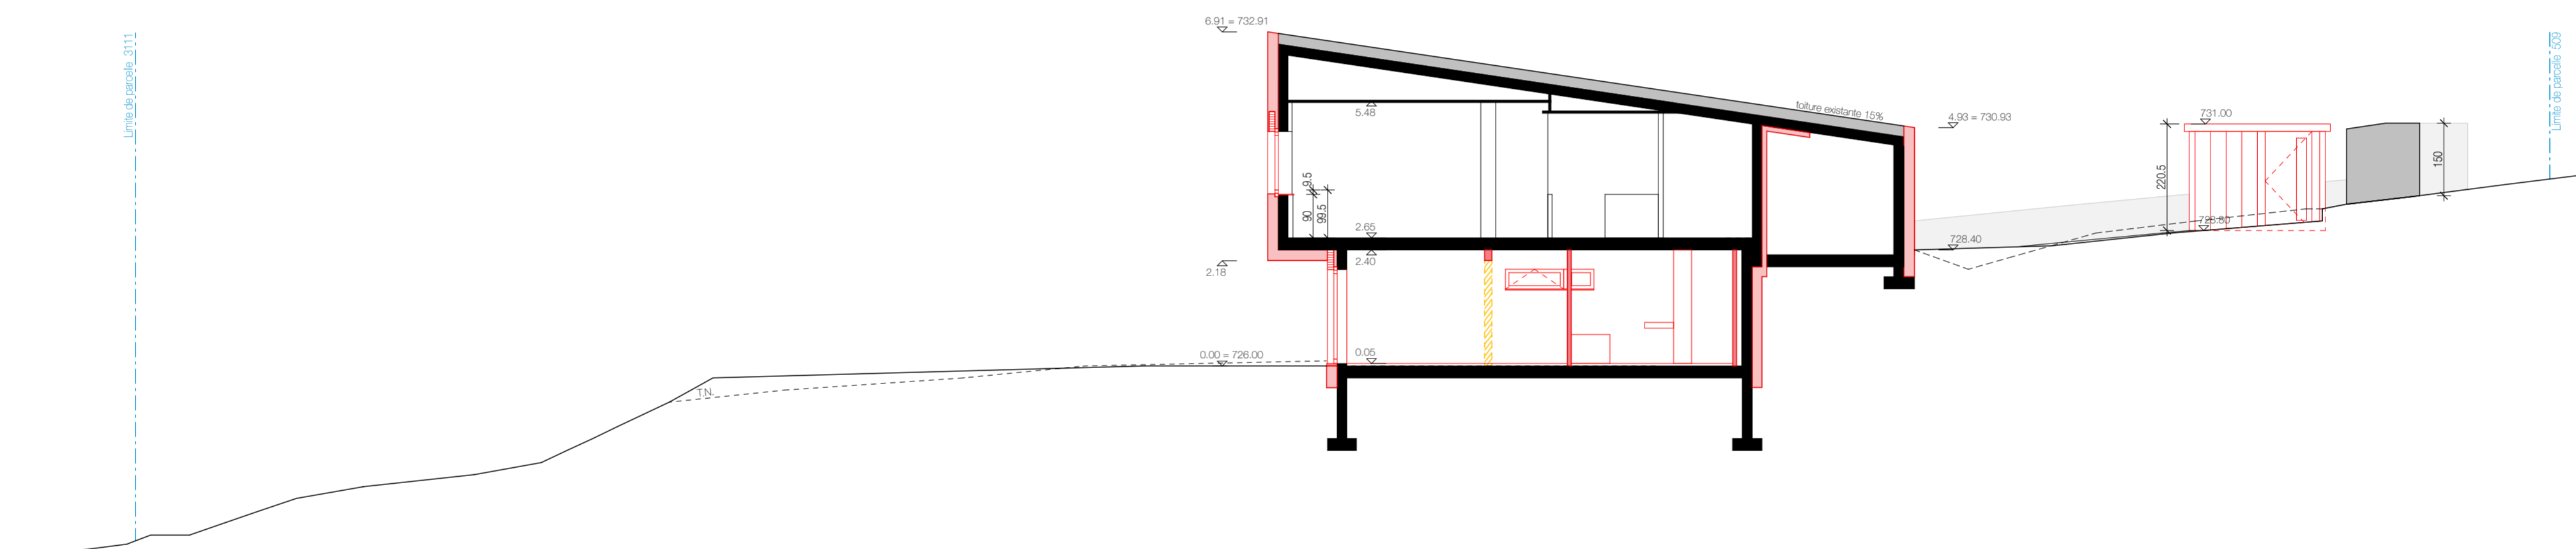 Limite de parcelle 3111
6.91 = 732.91
5.48
toiture existante 15%
4.93 = 730.93
731.00
Limite de parcelle 509
220.5
150
9.5
90
99.5
2.65
728.80
728.40
2.40
2.18
0.00 = 726.00
0.05
T.N.